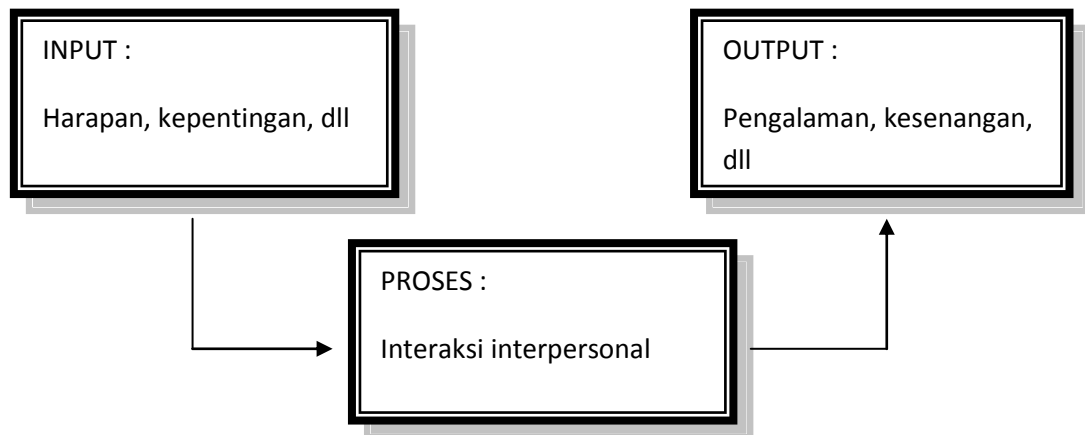 INPUT :
Harapan, kepentingan, dll
OUTPUT :
Pengalaman, kesenangan,
dll
PROSES :
Interaksi interpersonal